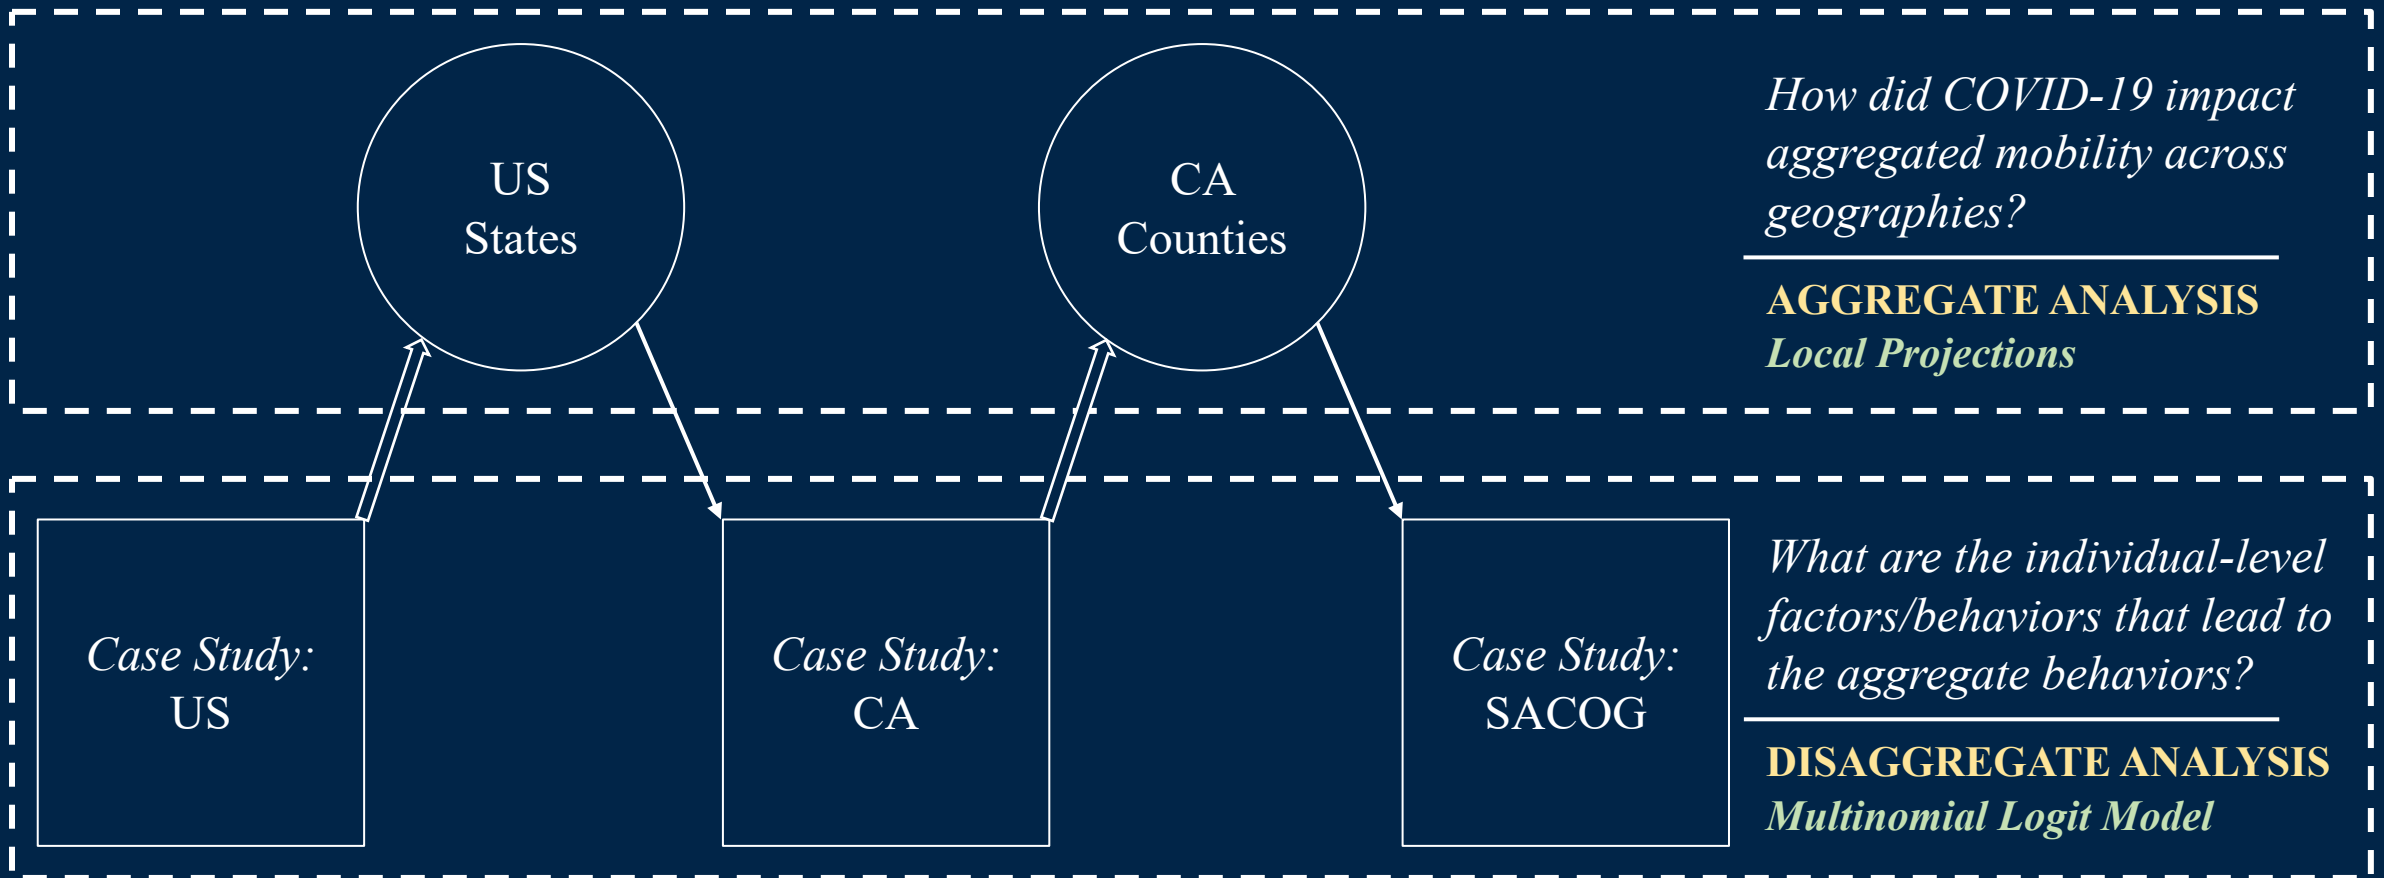 US
States
CA
Counties
How did COVID-19 impact
aggregated mobility across
geographies?
AGGREGATE ANALYSIS
Local Projections
Case Study:
US
Case Study:
CA
Case Study:
SACOG
What are the individual-level
factors/behaviors that lead to
the aggregate behaviors?
DISAGGREGATE ANALYSIS
Multinomial Logit Model